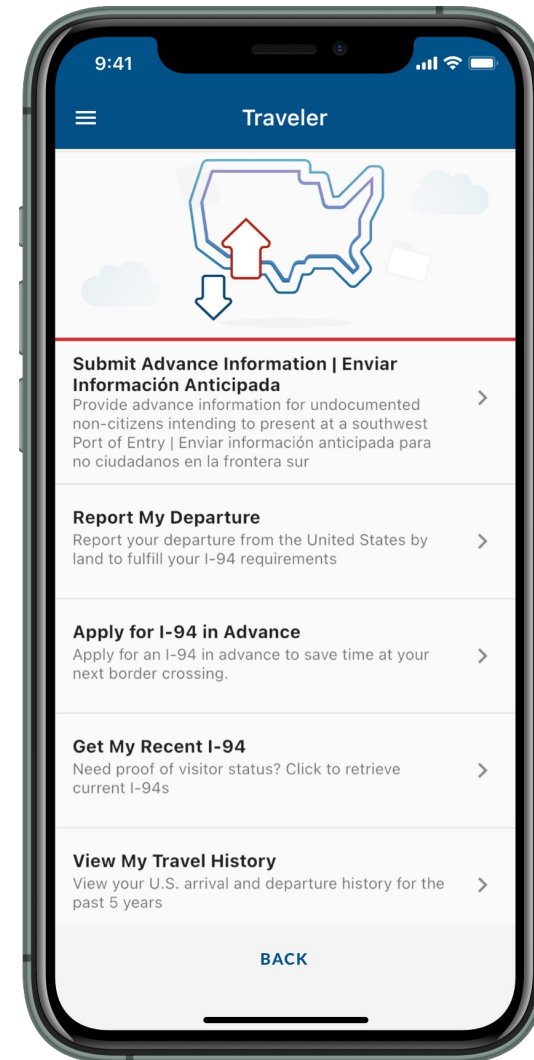 9:41
Traveler
Submit Advance Information | Enviar
Información Anticipada
Provide advance information for undocumented
non-citizens intending to present at a southwest
Port of Entry | Enviar información anticipada para
no ciudadanos en la frontera sur
Report My Departure
Report your departure from the United States by
land to fulfill your I-94 requirements
Apply for I-94 in Advance
Apply for an I-94 in advance to save time at your
next border crossing.
Get My Recent I-94
Need proof of visitor status? Click to retrieve
current I-94s
View My Travel History
View your U.S. arrival and departure history for the
past 5 years
BACK